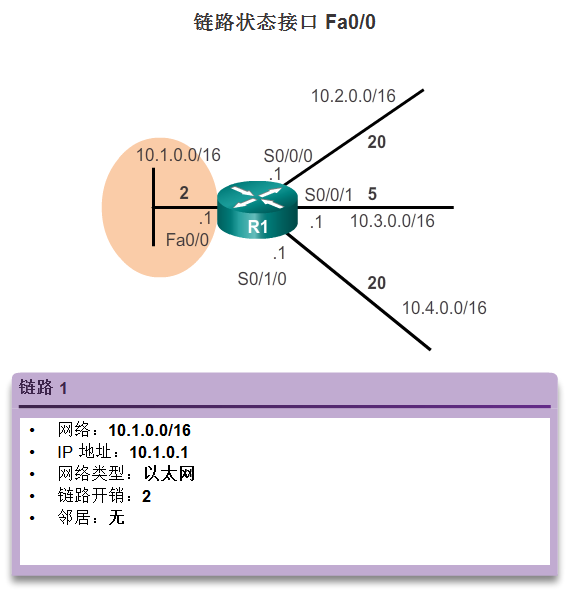 链路状态接口 Fa0/0
10.2.0.0/16
20
10.1.0.0/16
S0/0/0
.1
2
S0/0/1
5
.1
.1
10.3.0.0/16
R1
Fa0/0
.1
S0/1/0
20
10.4.0.0/16
链路 1
• 网络：10.1.0.0/16
• IP 地址：10.1.0.1
• 网络类型：以太网
• 链路开销：2
• 邻居：无